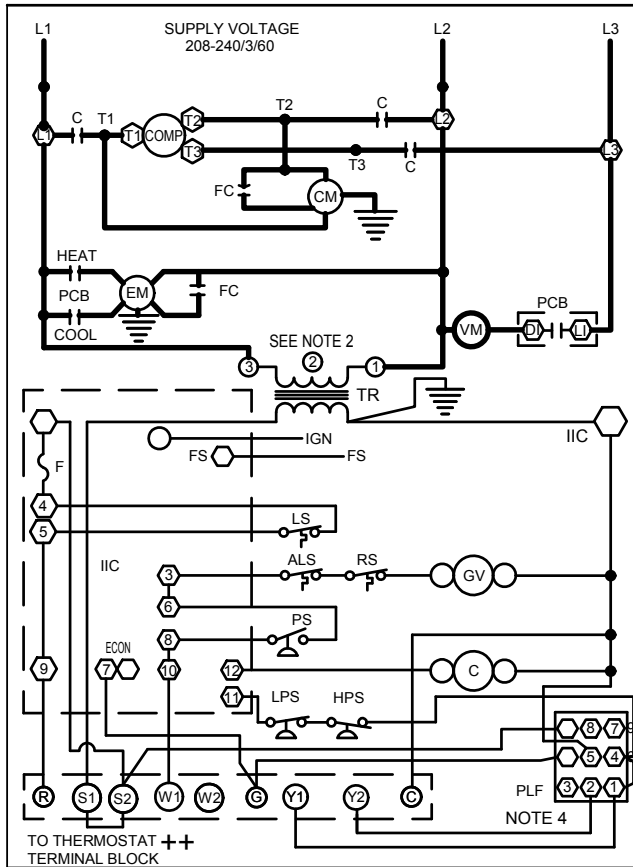 L1 SUPPLY VOLTAGE L2 L3
208-240/3/60
C T1 T2 C
L1 T1 COMP T2 L2
T3 T3 C L3
FC CM
HEAT
PCB EM FC PCB
COOL VM DI LI
SEE NOTE 2
3 2 1
TR
IGN IIC
FS FS
F
4 LS
5
IIC 3 ALS RS GV
6
ECON 8 PS
9 7 10 12 C
11 LPS HPS
8 7 9
5 4 8
PLF 3 2 1
NOTE 4
R S1 S2 W1 W2 G Y1 Y2 C
TO THERMOSTAT ++
TERMINAL BLOCK